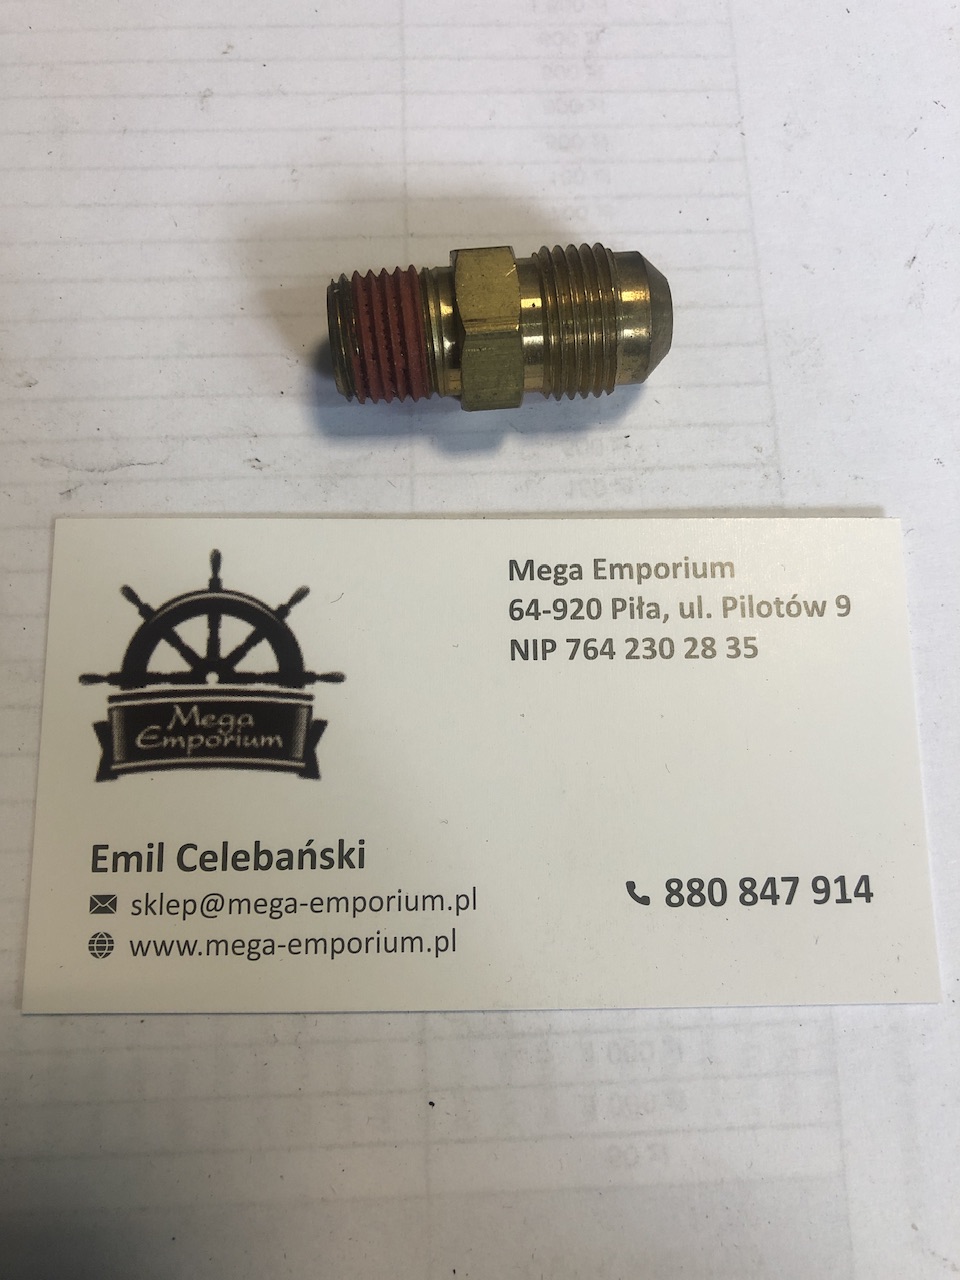 Mega Emporium
64-920 Piła, ul. Pilotów 9
NIP 764 230 28 35
Mega
Emporium
Emil Celebański
sklep@mega-emporium.pl
www.mega-emporium.pl
880 847 914